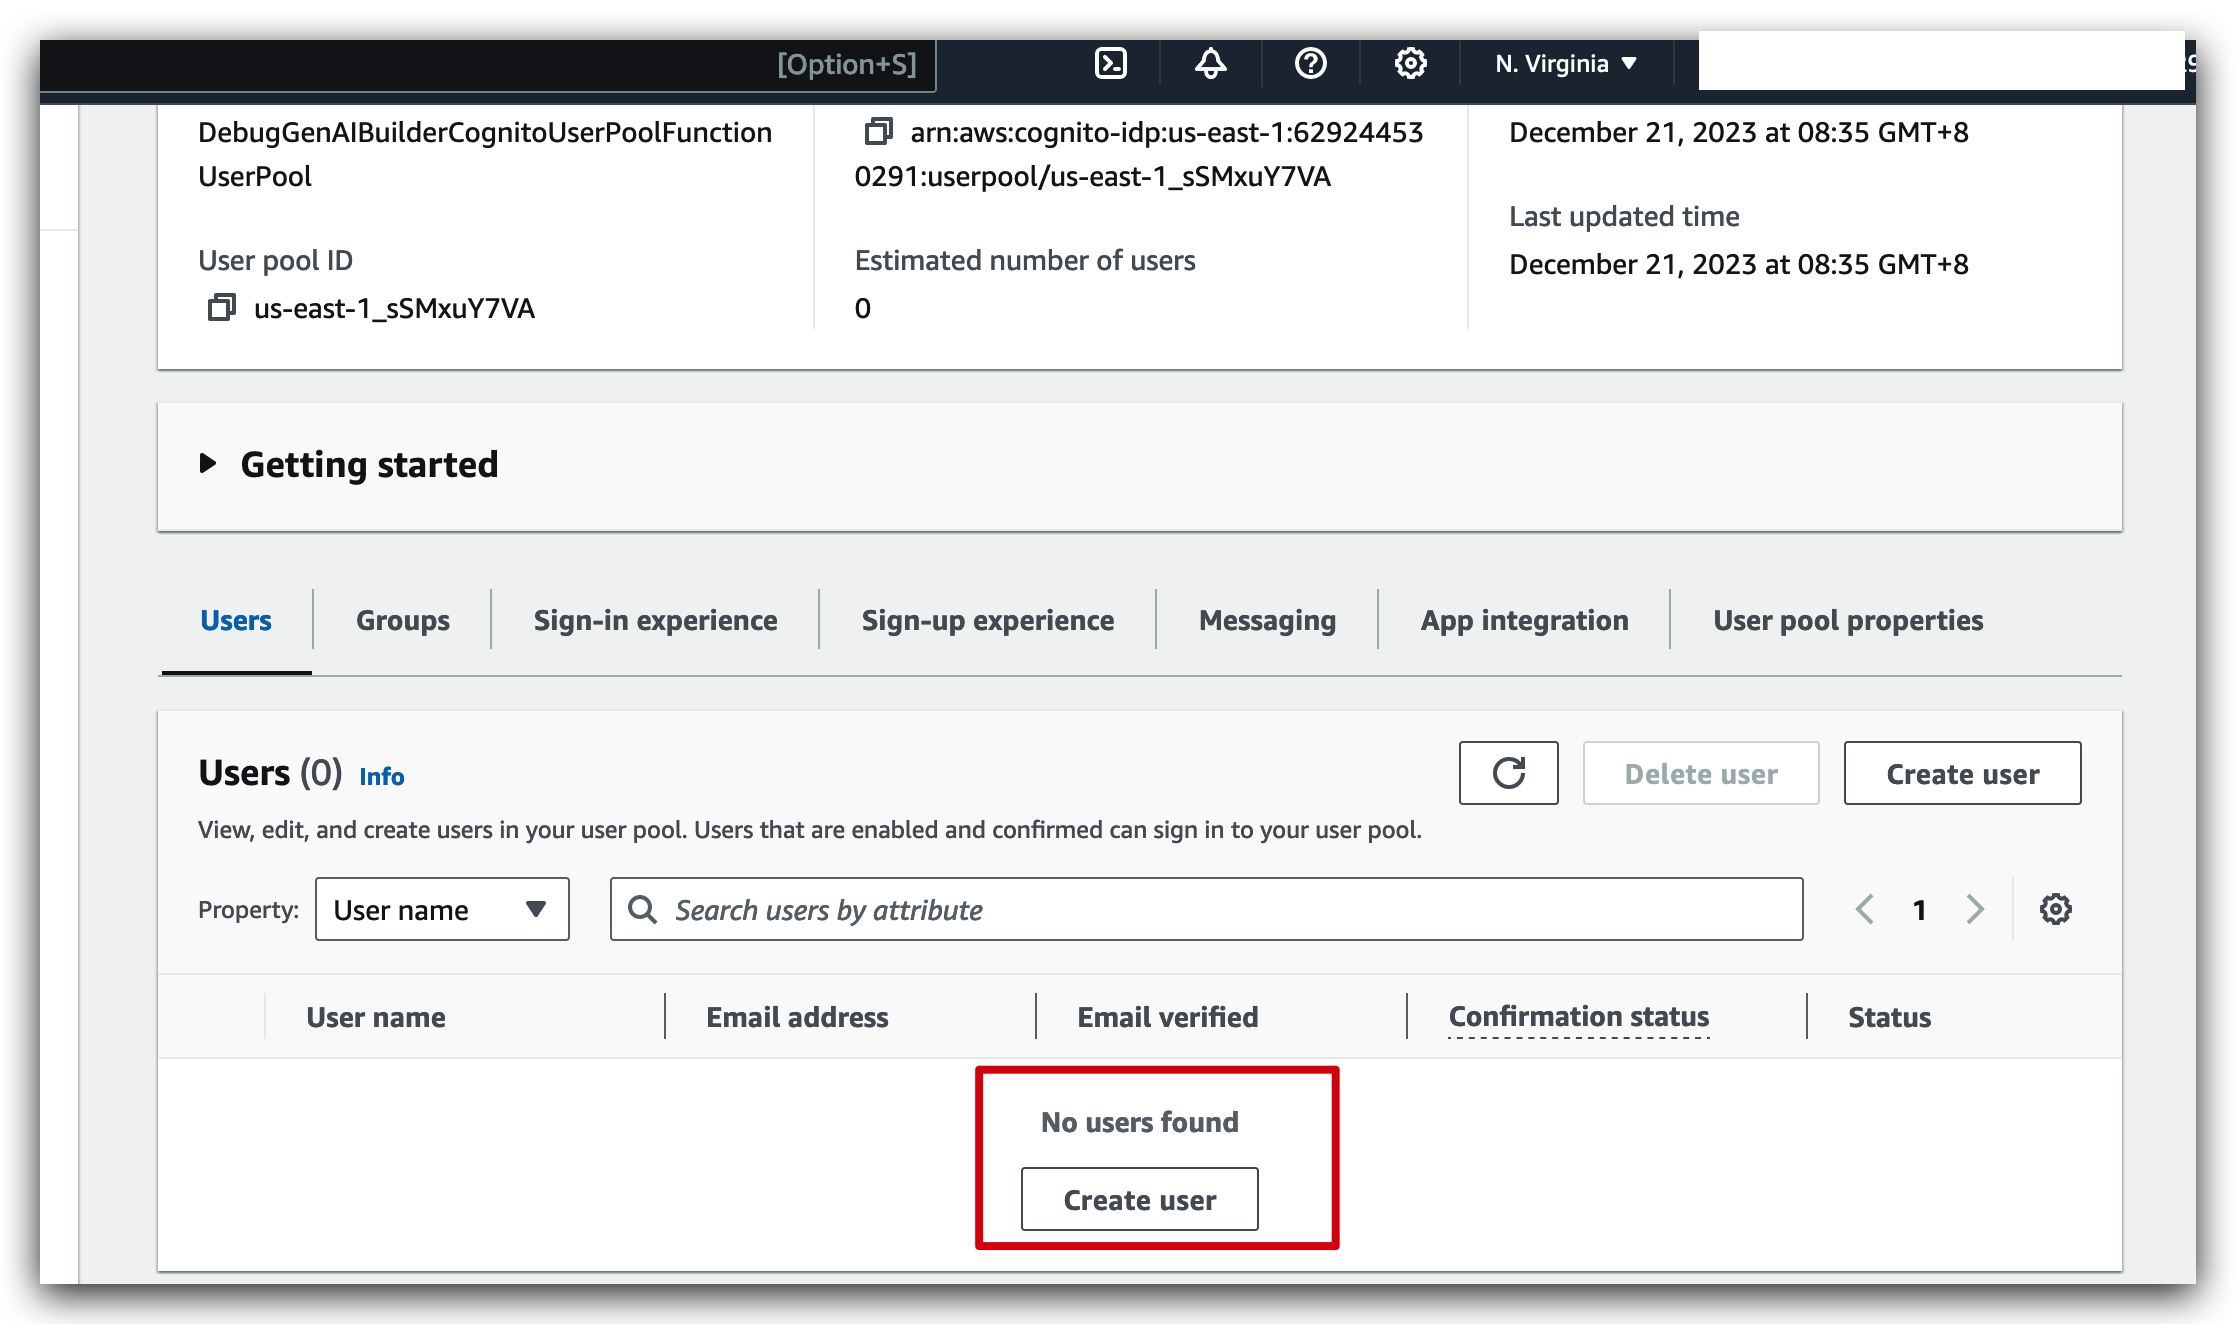 [Option+S]
N. Virginia
DebugGenAIBuilderCognitoUserPoolFunction
UserPool
User pool ID
us-east-1_sSMxuY7VA
arn:aws:cognito-idp:us-east-1:62924453
0291:userpool/us-east-1_sSMxuY7VA
Estimated number of users
0
December 21, 2023 at 08:35 GMT+8
Last updated time
December 21, 2023 at 08:35 GMT+8
Getting started
Users
Groups
Sign-in experience
Sign-up experience
Messaging
App integration
User pool properties
Users (0) Info
Delete user
Create user
View, edit, and create users in your user pool. Users that are enabled and confirmed can sign in to your user pool.
Property:
User name
Search users by attribute
1
User name
Email address
Email verified
Confirmation status
Status
No users found
Create user